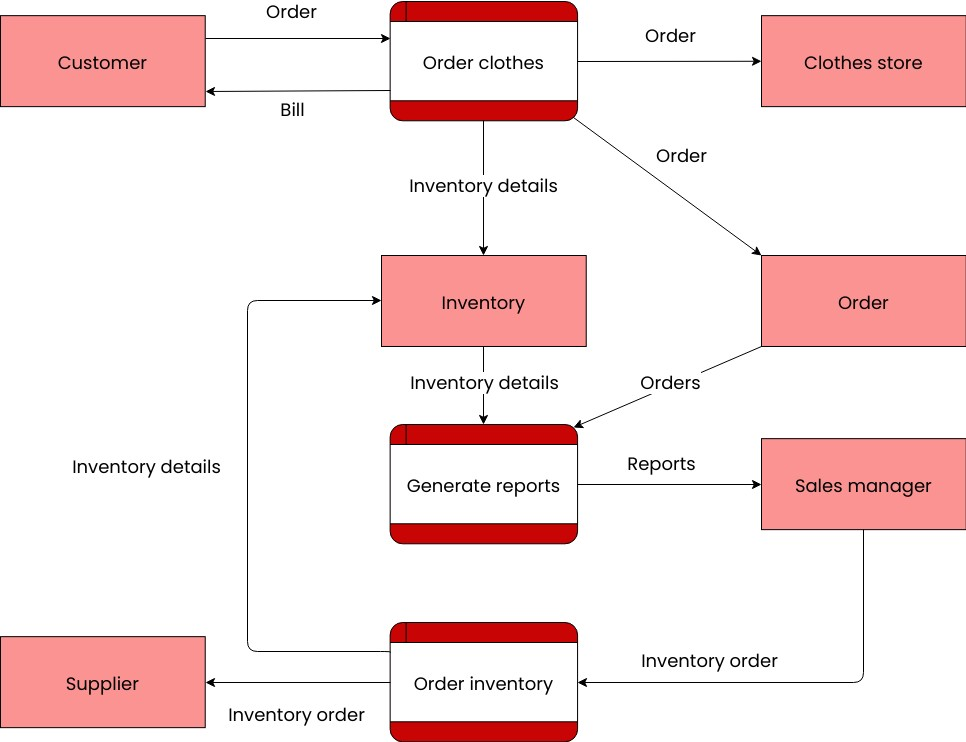 Order
Customer
Order clothes
Order
Clothes store
Bill
Order
Inventory details
Inventory
Order
Inventory details
Orders
Inventory details
Generate reports
Reports
Sales manager
Inventory order
Supplier
Order inventory
Inventory order